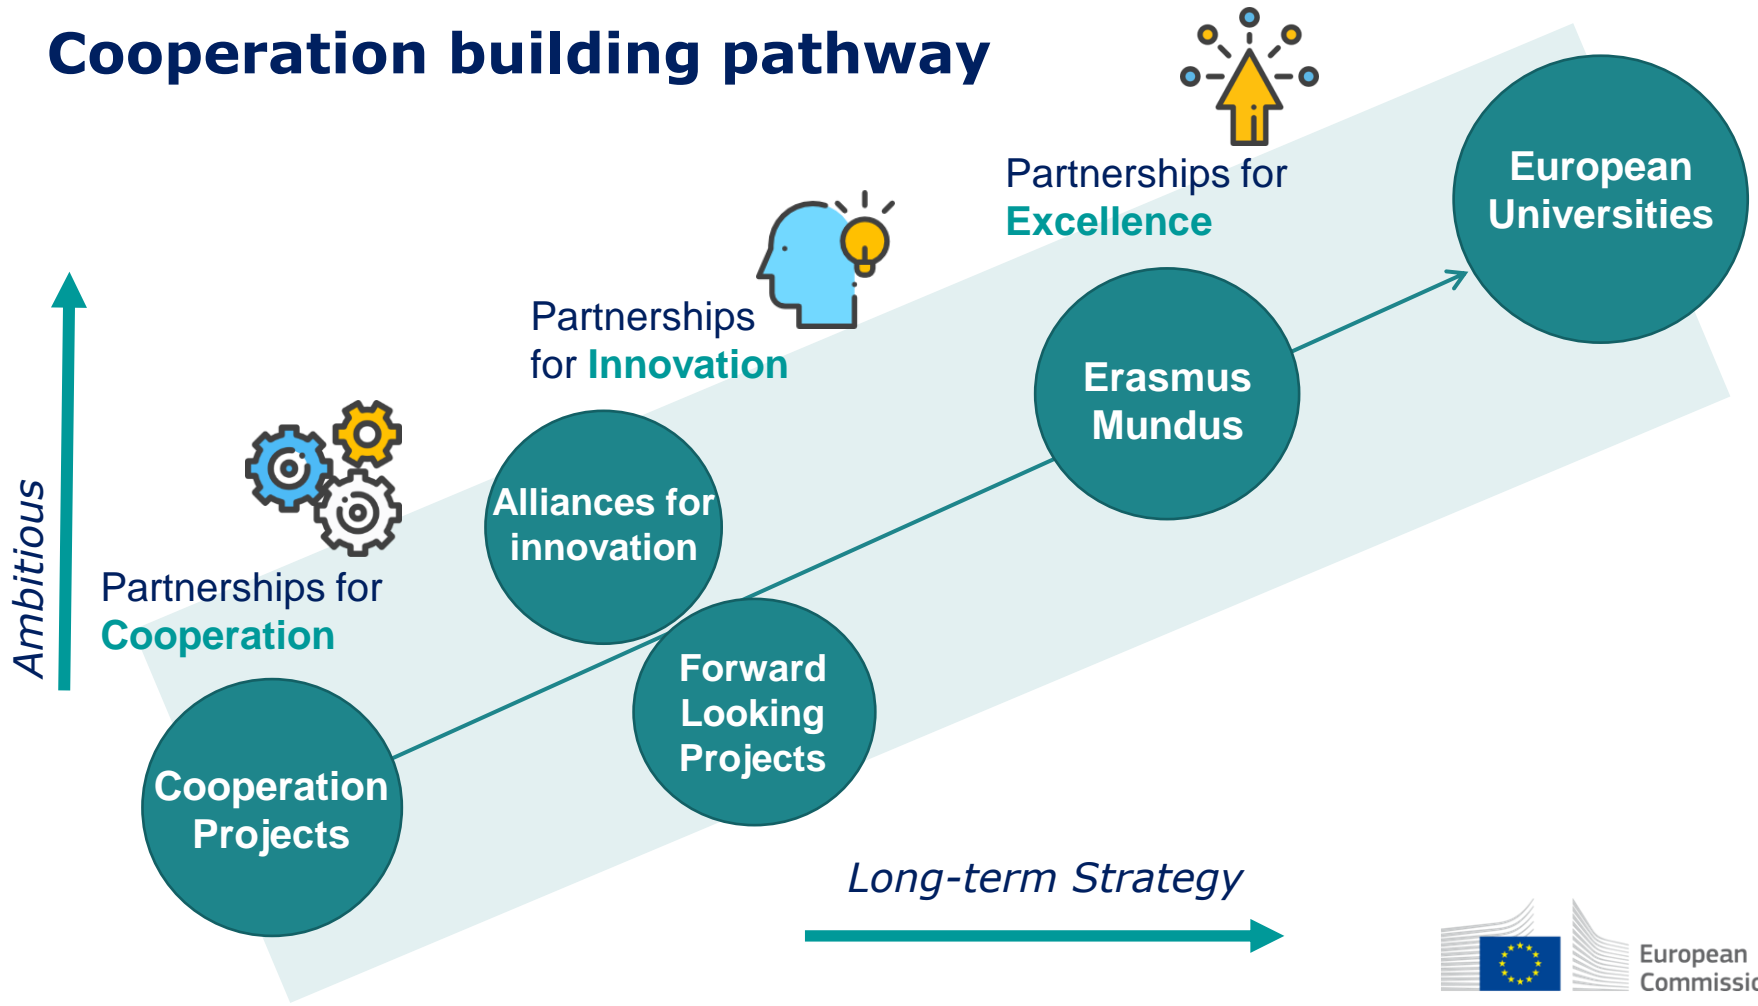 Cooperation building pathway
Partnerships for
Excellence
European
Universities
Partnerships
for Innovation
Erasmus
Mundus
Alliances for
innovation
Ambitious
Partnerships for
Cooperation
Forward
Looking
Projects
Cooperation
Projects
Long-term Strategy
European
Commissio